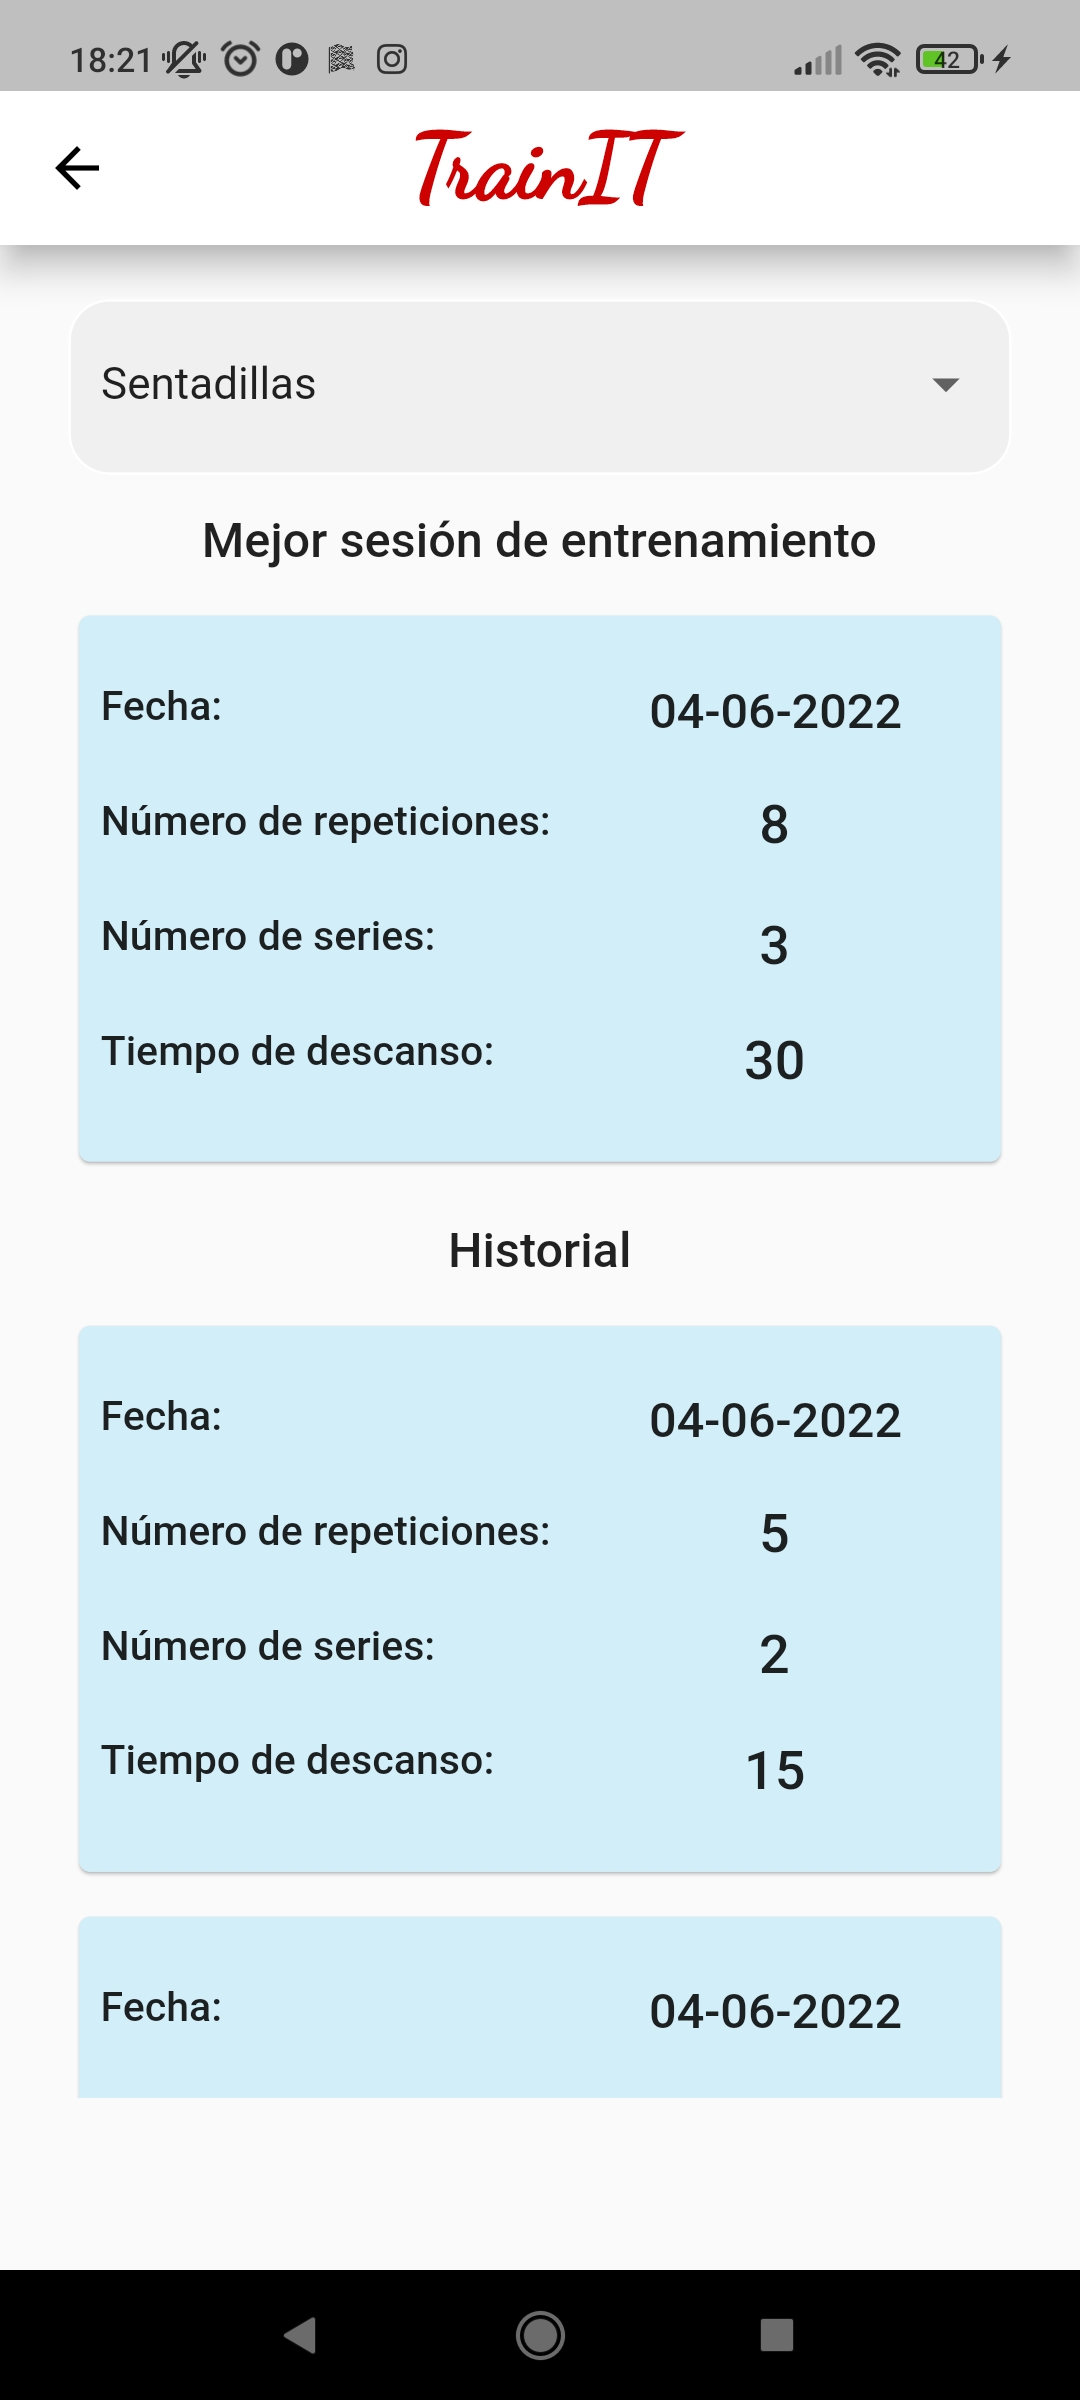 18:21 42
TrainIT
Sentadillas
Mejor sesión de entrenamiento
Fecha: 04-06-2022
Número de repeticiones: 8
Número de series: 3
Tiempo de descanso: 30
Historial
Fecha: 04-06-2022
Número de repeticiones: 5
Número de series: 2
Tiempo de descanso: 15
Fecha: 04-06-2022